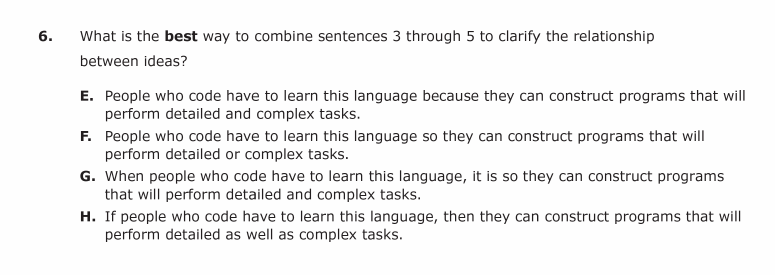 6. What is the best way to combine sentences 3 through 5 to clarify the relationship
between ideas?
E. People who code have to learn this language because they can construct programs that will
perform detailed and complex tasks.
F. People who code have to learn this language so they can construct programs that will
perform detailed or complex tasks.
G. When people who code have to learn this language, it is so they can construct programs
that will perform detailed and complex tasks.
H. If people who code have to learn this language, then they can construct programs that will
perform detailed as well as complex tasks.